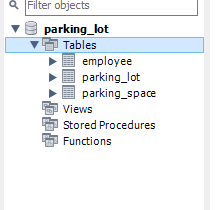 Filter objects
parking_lot
Tables
employee
parking_lot
parking_space
Views
Stored Procedures
Functions